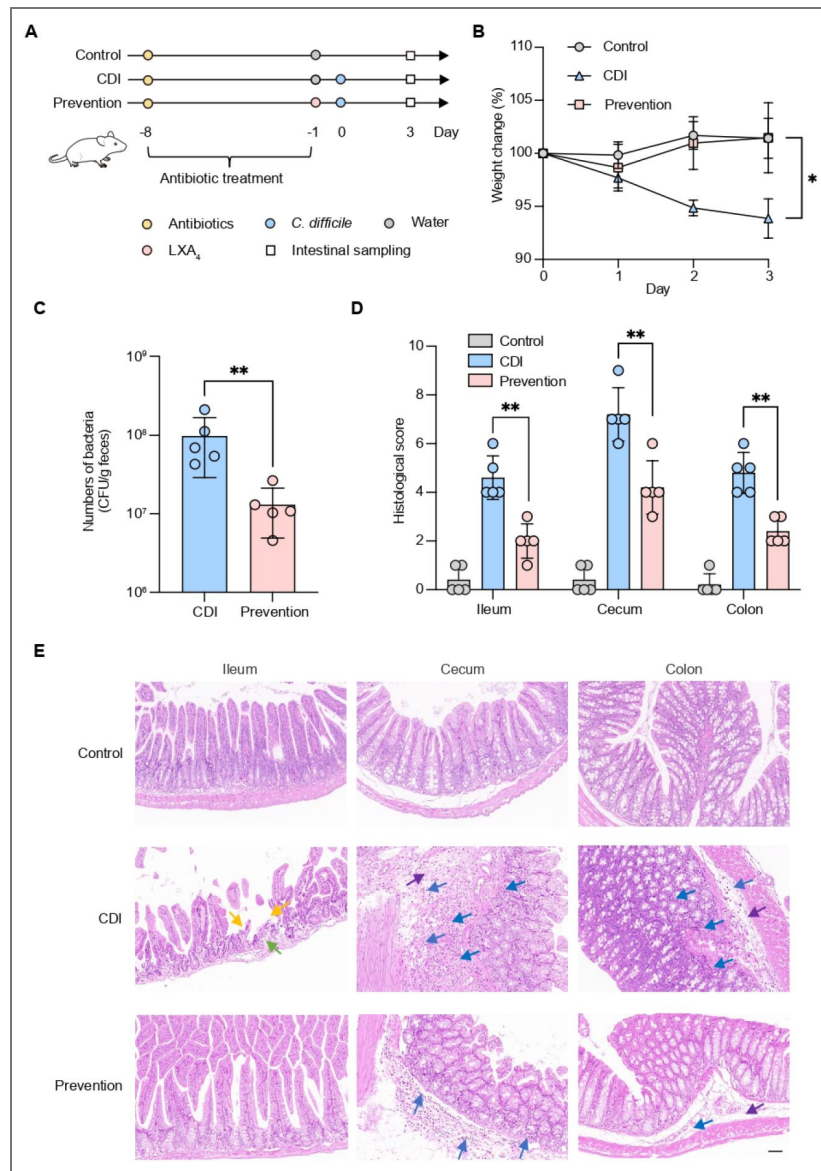 A
Control
CDI
Prevention
-8
-1
0
3
Day
Antibiotic treatment
Antibiotics
C. difficile
Water
LXA₄
Intestinal sampling
B
Weight change (%)
110
105
100
95
90
0
1
2
3
Day
Control
CDI
Prevention
*
C
Numbers of bacteria
(CFU/g feces)
10⁹
10⁸
10⁷
10⁶
**
CDI
Prevention
D
Histological score
10
8
6
4
2
0
Control
CDI
Prevention
**
**
**
Ileum
Cecum
Colon
E
Ileum
Cecum
Colon
Control
CDI
Prevention